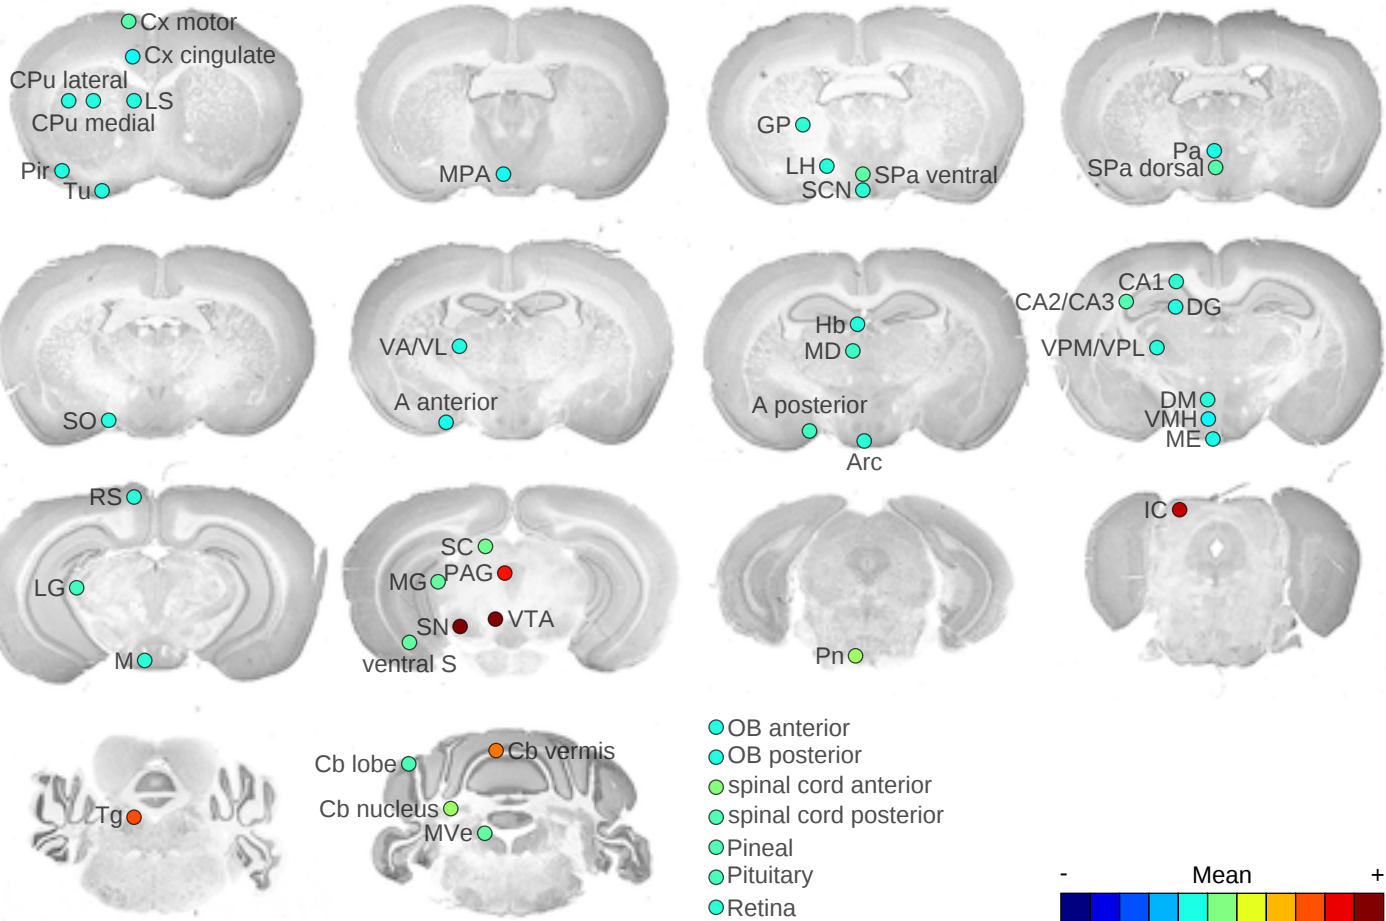 Cx motor
Cx cingulate
CPu lateral
LS
CPu medial
Pir
Tu
MPA
GP
LH
SPa ventral
SCN
Pa
SPa dorsal
SO
VA/VL
A anterior
Hb
MD
A posterior
Arc
CA1
CA2/CA3
DG
VPM/VPL
DM
VMH
ME
RS
LG
M
SC
MG
PAG
SN
VTA
ventral S
Pn
IC
Tg
Cb lobe
Cb vermis
Cb nucleus
MVe
OB anterior
OB posterior
spinal cord anterior
spinal cord posterior
Pineal
Pituitary
Retina
- Mean +